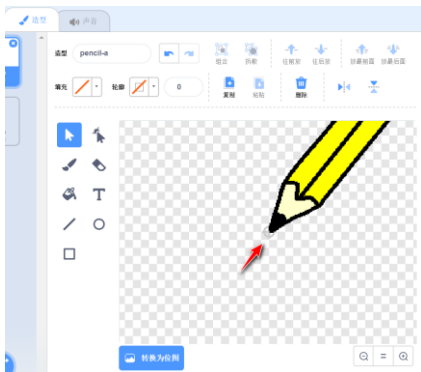 造型
声音
造型 pencil-a
组合 拆散 往前放 往后放 放最前面 放最后面
填充 轮廓 0 复制 粘贴 删除
T
转换为位图